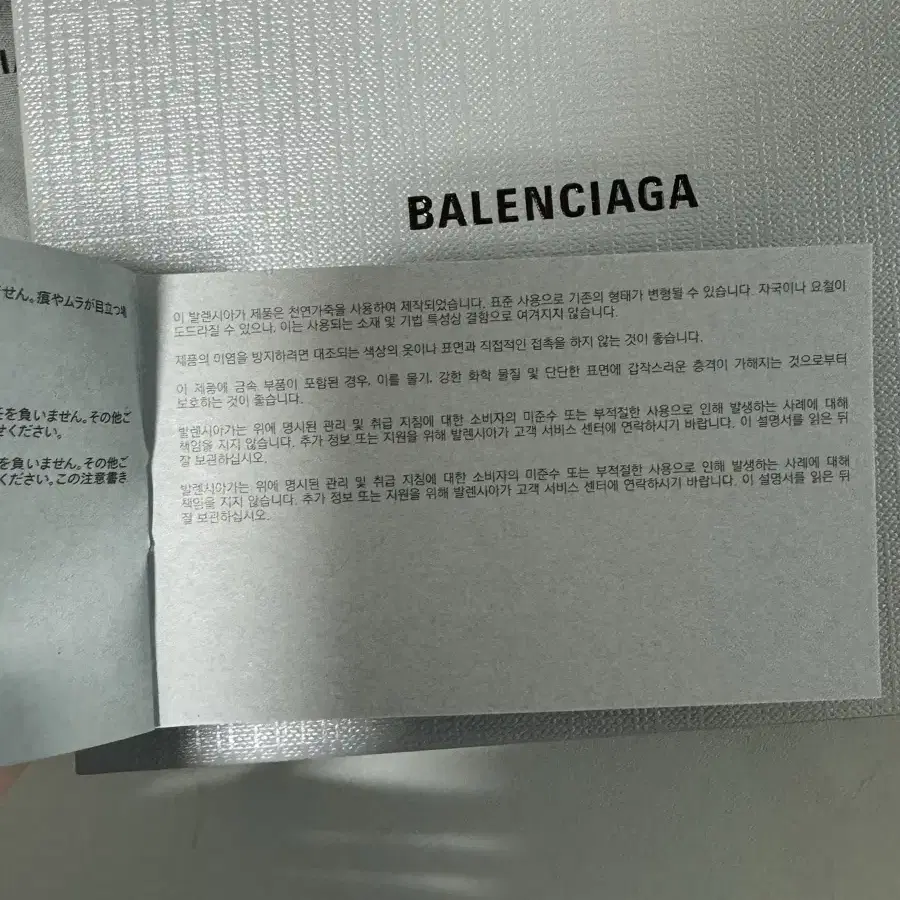 BALENCIAGA
せん。痕やムラが目立つ場
を負いません。その他ご
せください。
を負いません。その他ご
ください。この注意書き
이 발렌시아가 제품은 천연가죽을 사용하여 제작되었습니다. 표준 사용으로 기존의 형태가 변형될 수 있습니다. 자국이나 요철이
도드라질 수 있으나, 이는 사용되는 소재 및 기법 특성상 결함으로 여겨지지 않습니다.
제품의 이염을 방지하려면 대조되는 색상의 옷이나 표면과 직접적인 접촉을 하지 않는 것이 좋습니다.
이 제품에 금속 부품이 포함된 경우, 이를 물기, 강한 화학 물질 및 단단한 표면에 갑작스러운 충격이 가해지는 것으로부터
보호하는 것이 좋습니다.
발렌시아가는 위에 명시된 관리 및 취급 지침에 대한 소비자의 미준수 또는 부적절한 사용으로 인해 발생하는 사례에 대해
책임을 지지 않습니다. 추가 정보 또는 지원을 위해 발렌시아가 고객 서비스 센터에 연락하시기 바랍니다. 이 설명서를 읽은 뒤
잘 보관하십시오.
발렌시아가는 위에 명시된 관리 및 취급 지침에 대한 소비자의 미준수 또는 부적절한 사용으로 인해 발생하는 사례에 대해
책임을 지지 않습니다. 추가 정보 또는 지원을 위해 발렌시아가 고객 서비스 센터에 연락하시기 바랍니다. 이 설명서를 읽은 뒤
잘 보관하십시오.